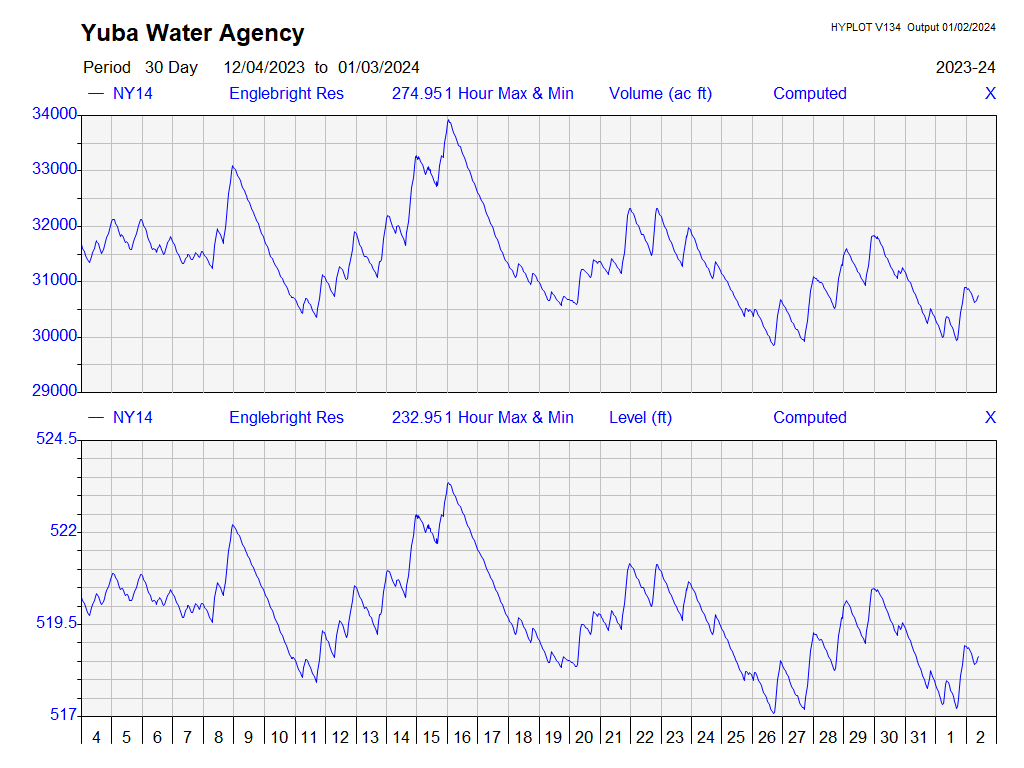 Yuba Water Agency
HYPLOT V134 Output 01/02/2024
Period 30 Day 12/04/2023 to 01/03/2024
2023-24
NY14 Englebright Res 274.951 Hour Max & Min Volume (ac ft) Computed X
34000
33000
32000
31000
30000
29000
NY14 Englebright Res 232.951 Hour Max & Min Level (ft) Computed X
524.5
522
519.5
517
4 5 6 7 8 9 10 11 12 13 14 15 16 17 18 19 20 21 22 23 24 25 26 27 28 29 30 31 1 2